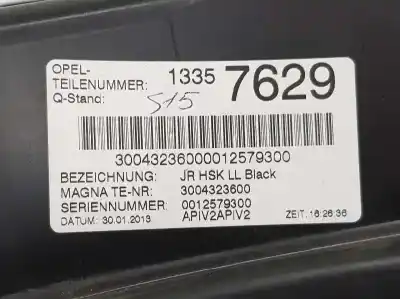 OPEL-
TEILENUMMER: 1335 7629
Q-Stand: S15
30043236000012579300
BEZEICHNUNG: JR HSK LL Black
MAGNA TE-NR: 3004323600
SERIENNUMMER: 0012579300
APIV2APIV2
DATUM: 30.01.2013 ZEIT. 16:26:36